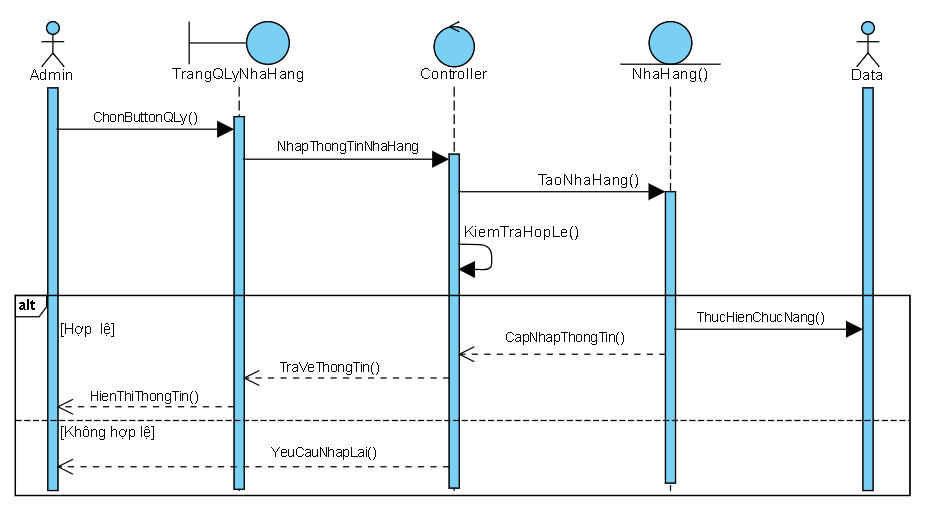 Admin
TrangQLyNhaHang
Controller
NhaHang()
Data
ChonButtonQLy()
NhapThongTinNhaHang
TaoNhaHang()
KiemTraHopLe()
alt
[Hợp lệ]
ThucHienChucNang()
CapNhapThongTin()
TraVeThongTin()
HienThiThongTin()
[Không hợp lệ]
YeuCauNhapLai()